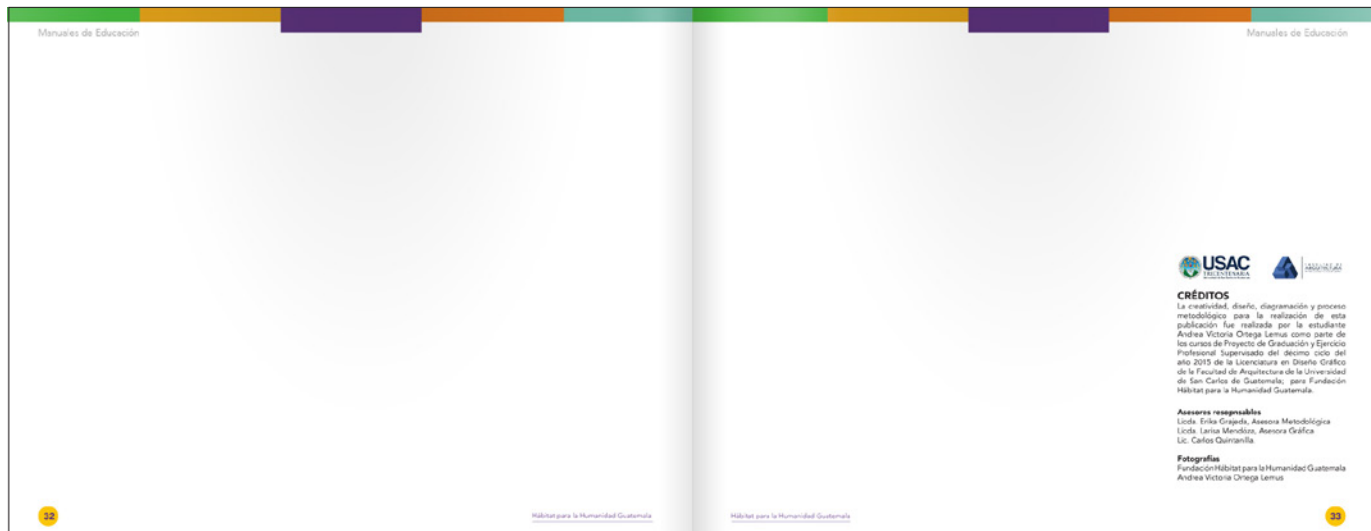 Manuales de Educación
32
Hábitat para la Humanidad Guatemala
Manuales de Educación
USAC
TRICENTENARIA
CRÉDITOS
La creatividad, diseño, diagramación y proceso
metodológico para la realización de esta
publicación fue realizada por la estudiante
Andrea Victoria Ortega Lemus como parte de
los cursos de Proyecto de Graduación y Ejercicio
Profesional Supervisado del décimo ciclo del
año 2015 de la Licenciatura en Diseño Gráfico
de la Facultad de Arquitectura de la Universidad
de San Carlos de Guatemala; para Fundación
Hábitat para la Humanidad Guatemala.
Asesores resopnsables
Licda. Erika Grajeda, Asesora Metodológica
Licda. Larisa Mendóza, Asesora Gráfica
Lic. Carlos Quintanilla.
Fotografías
Fundación Hábitat para la Humanidad Guatemala
Andrea Victoria Ortega Lemus
Hábitat para la Humanidad Guatemala
33